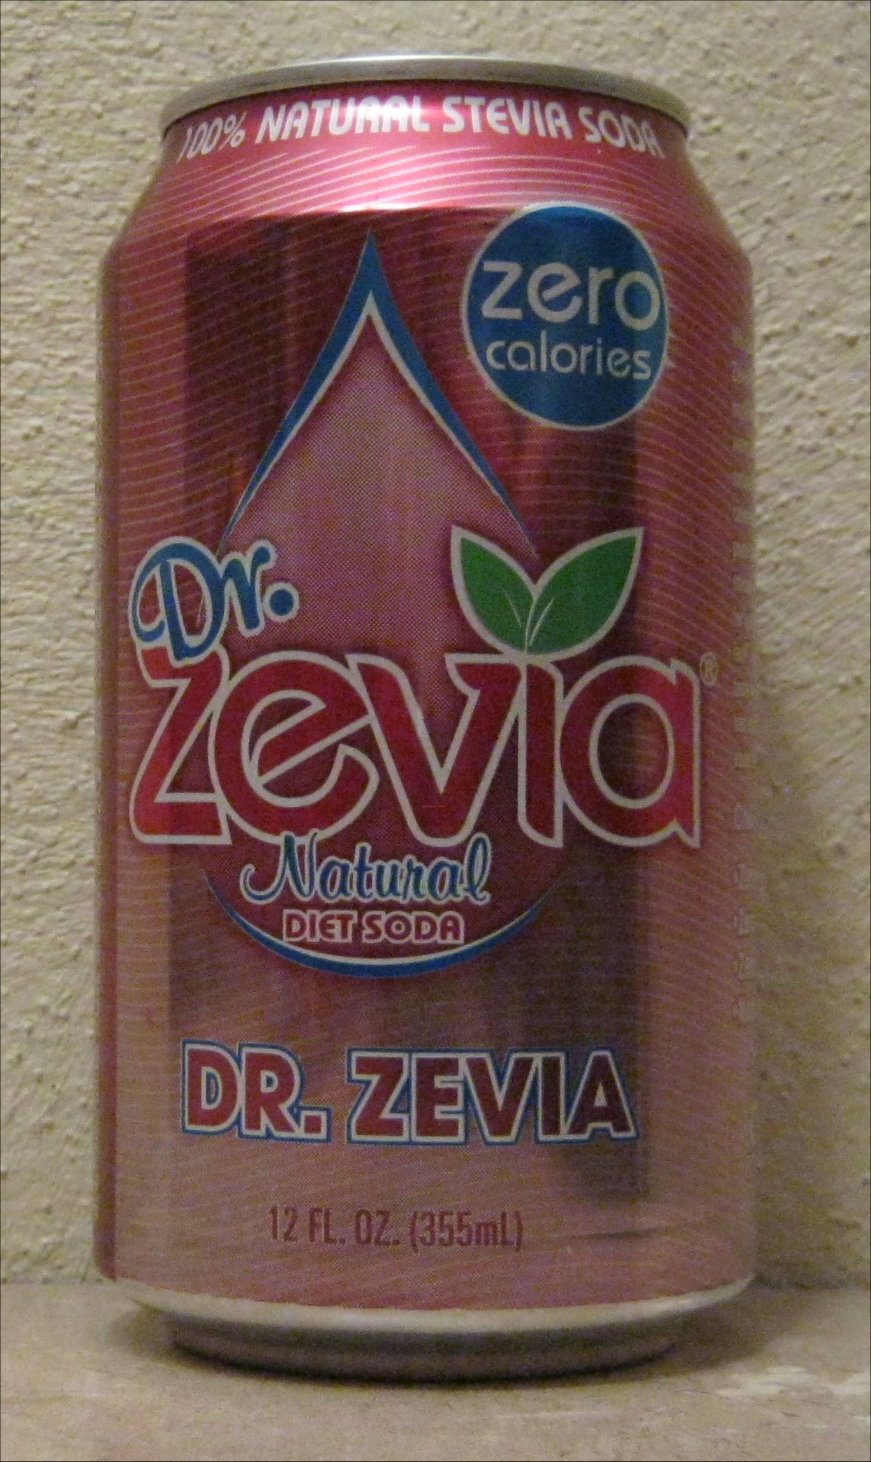 100% NATURAL STEVIA SODA
zero
calories
Dr.
Zevia®
Natural
DIET SODA
DR. ZEVIA
12 FL. OZ. (355mL)